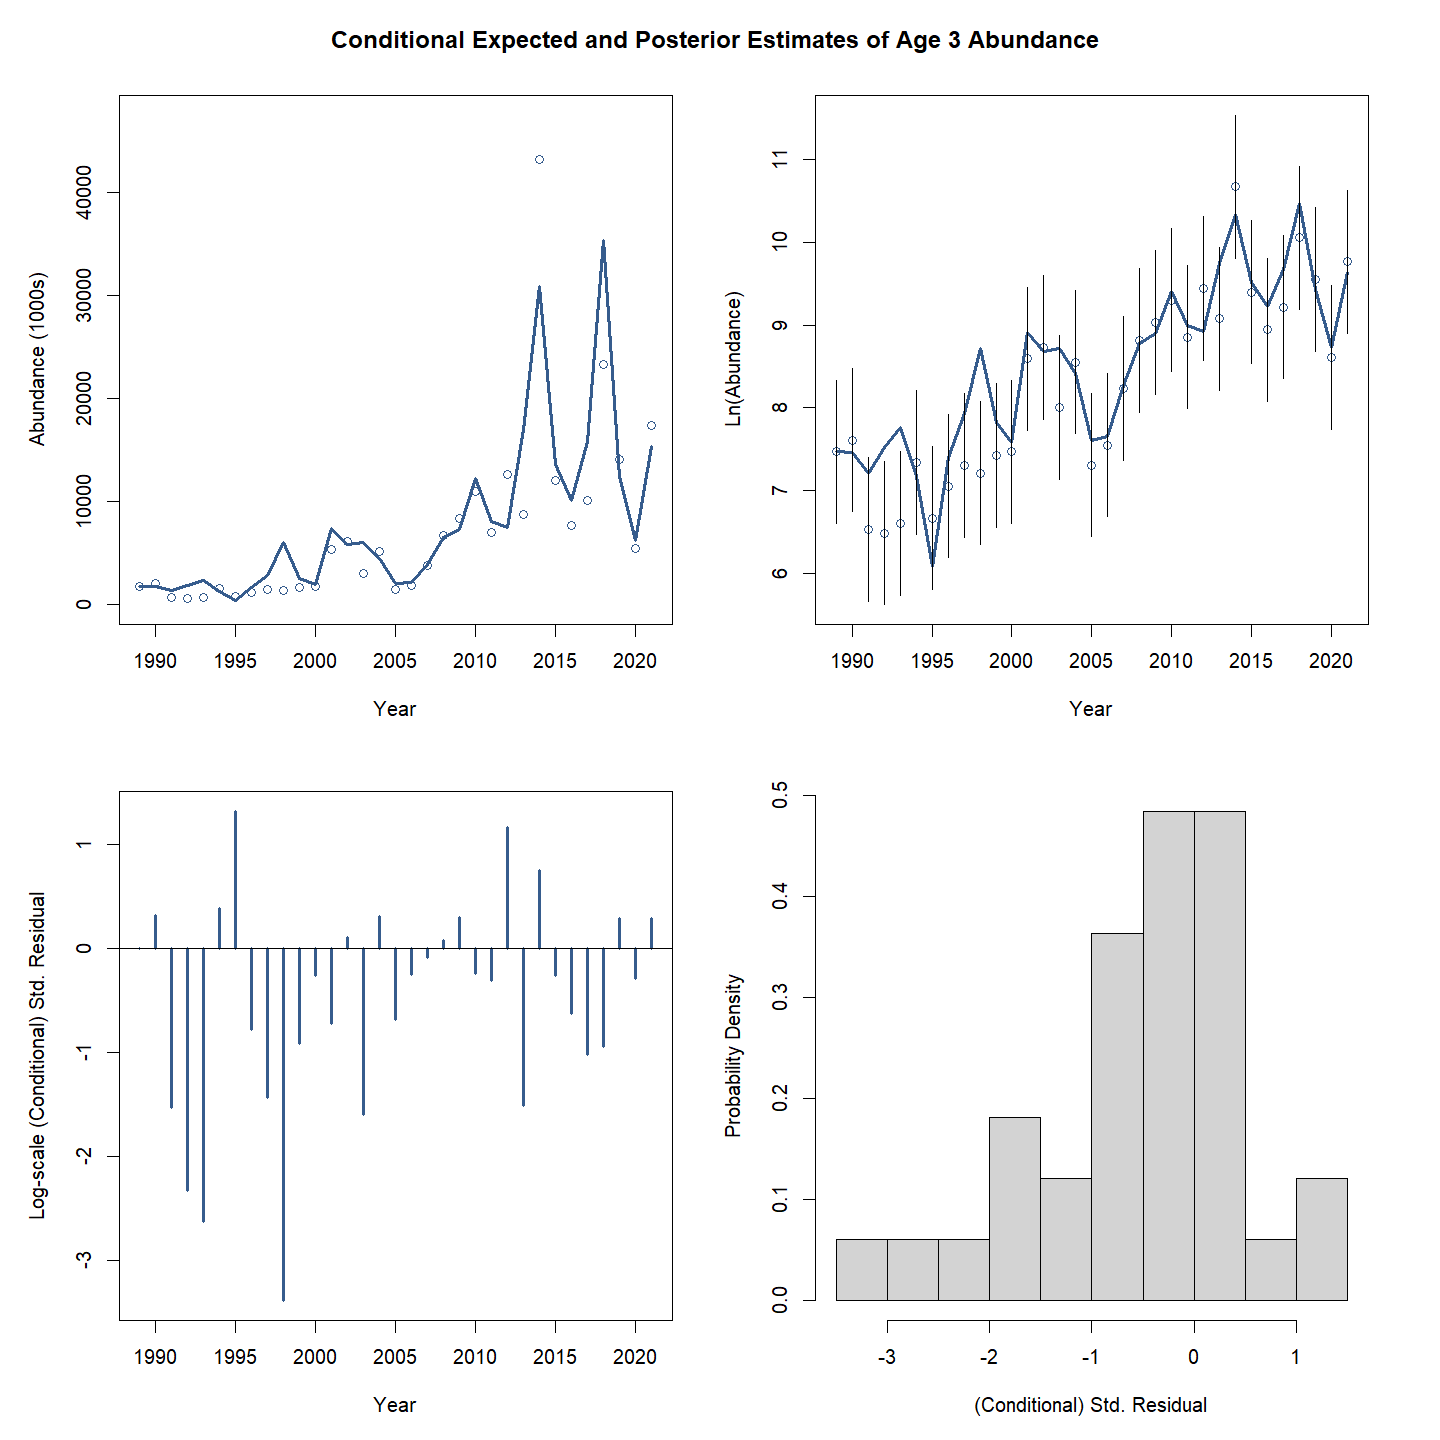 Conditional Expected and Posterior Estimates of Age 3 Abundance
Abundance (1000s)
0 10000 20000 30000 40000
1990 1995 2000 2005 2010 2015 2020
Year
Ln(Abundance)
6 7 8 9 10 11
1990 1995 2000 2005 2010 2015 2020
Year
Log-scale (Conditional) Std. Residual
-3 -2 -1 0 1
1990 1995 2000 2005 2010 2015 2020
Year
Probability Density
0.0 0.1 0.2 0.3 0.4 0.5
-3 -2 -1 0 1
(Conditional) Std. Residual